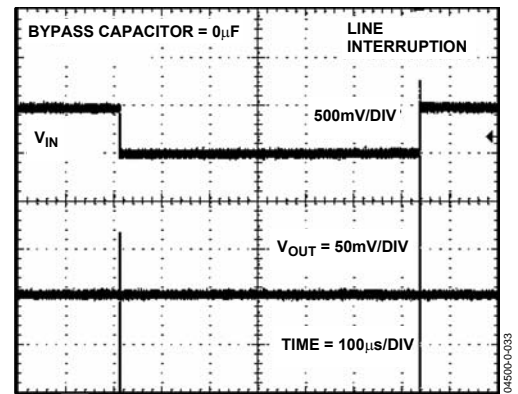 BYPASS CAPACITOR = 0μF
LINE
INTERRUPTION
500mV/DIV
VIN
VOUT = 50mV/DIV
TIME = 100μs/DIV
04500-0-033